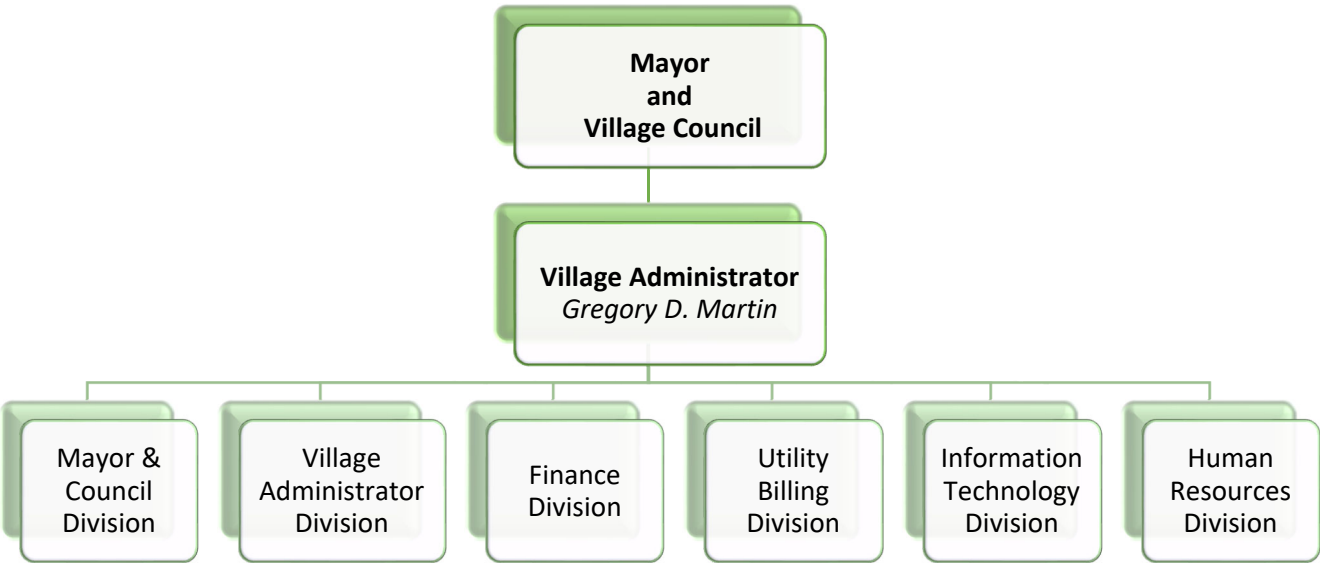 Mayor
and
Village Council
Village Administrator
Gregory D. Martin
Mayor &
Council
Division
Village
Administrator
Division
Finance
Division
Utility
Billing
Division
Information
Technology
Division
Human
Resources
Division